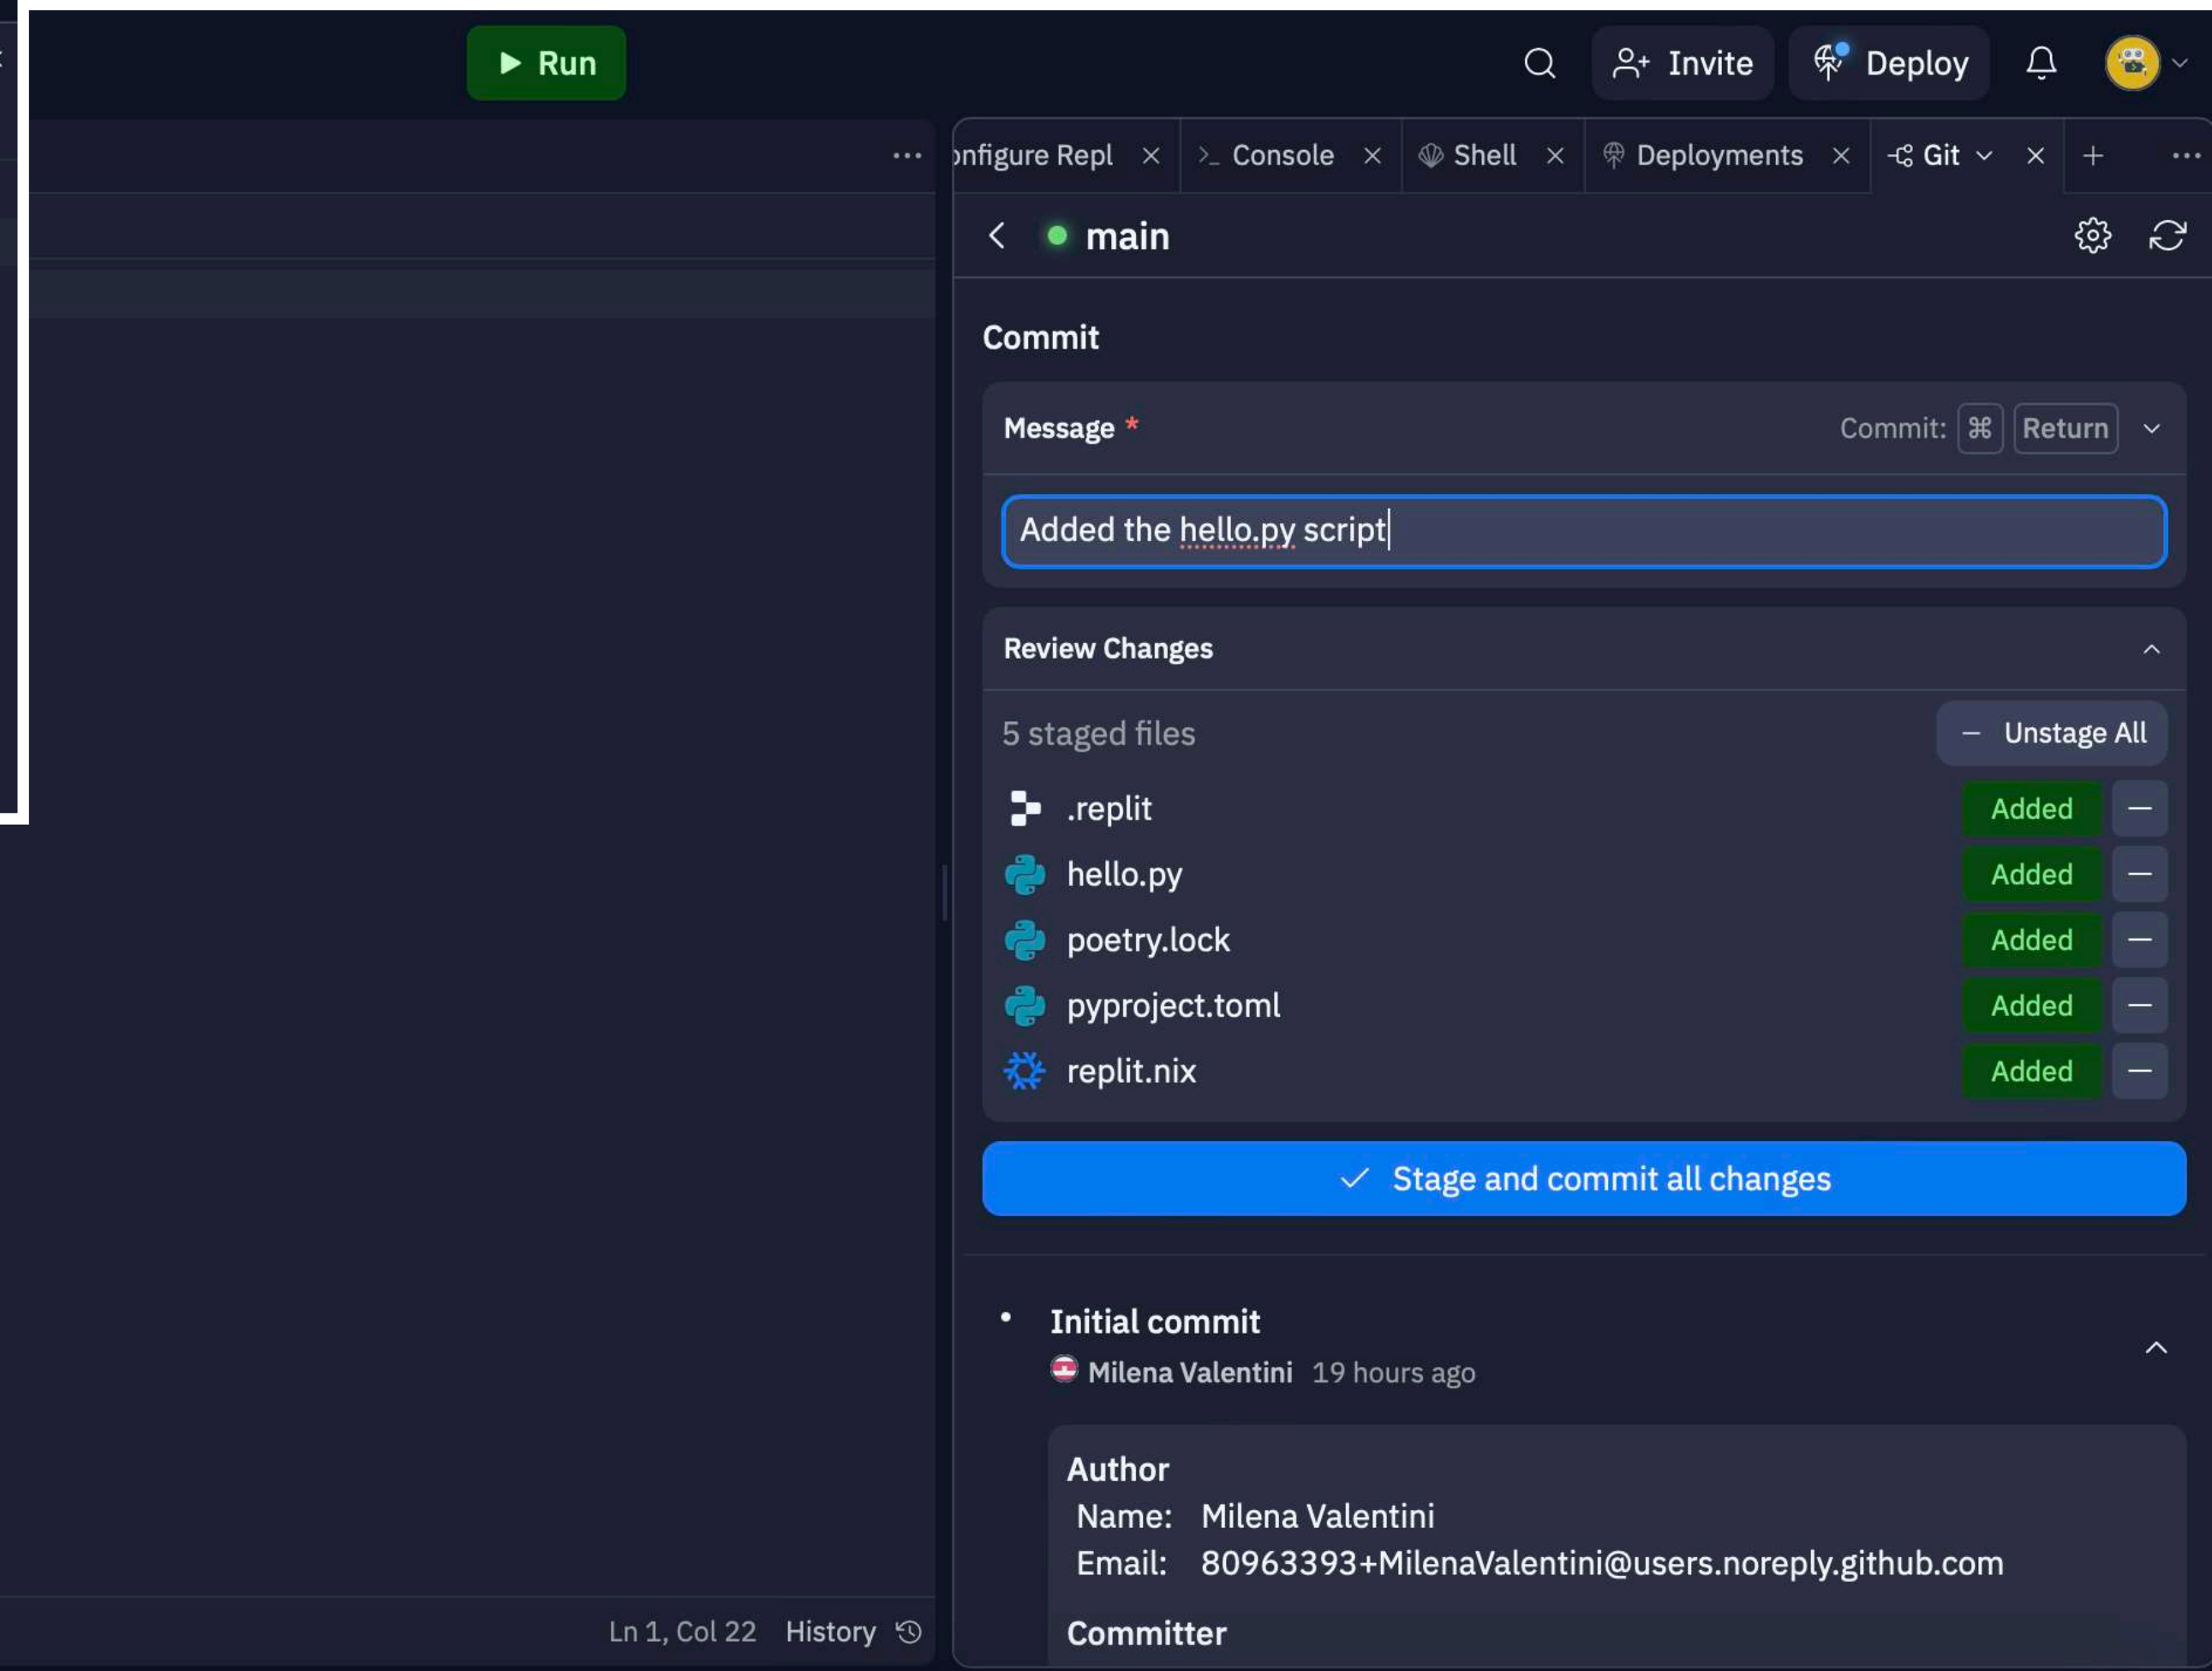 Run
Invite
Deploy
onfigure Repl
Console
Shell
Deployments
Git
main
Commit
Message *
Commit: ⌘ Return
Added the hello.py script
Review Changes
5 staged files
Unstage All
.replit Added
hello.py Added
poetry.lock Added
pyproject.toml Added
replit.nix Added
Stage and commit all changes
Initial commit
Milena Valentini 19 hours ago
Author
Name: Milena Valentini
Email: 80963393+MilenaValentini@users.noreply.github.com
Committer
Ln 1, Col 22 History